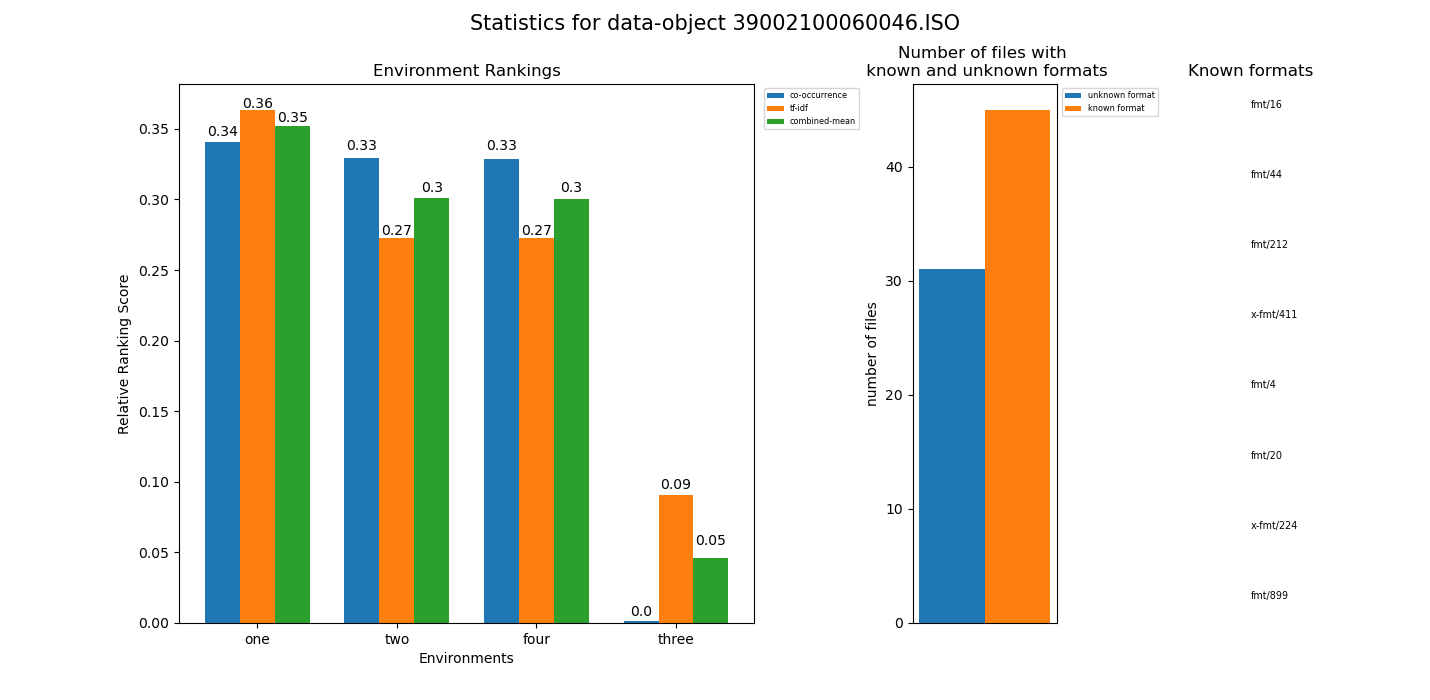 Statistics for data-object 39002100060046.ISO
Environment Rankings
Relative Ranking Score
0.35
0.30
0.25
0.20
0.15
0.10
0.05
0.00
0.34
0.36
0.35
0.33
0.27
0.3
0.33
0.27
0.3
0.0
0.09
0.05
one
two
four
three
Environments
co-occurrence
tf-idf
combined-mean
Number of files with
known and unknown formats
number of files
40
30
20
10
0
unknown format
known format
Known formats
fmt/16
fmt/44
fmt/212
x-fmt/411
fmt/4
fmt/20
x-fmt/224
fmt/899